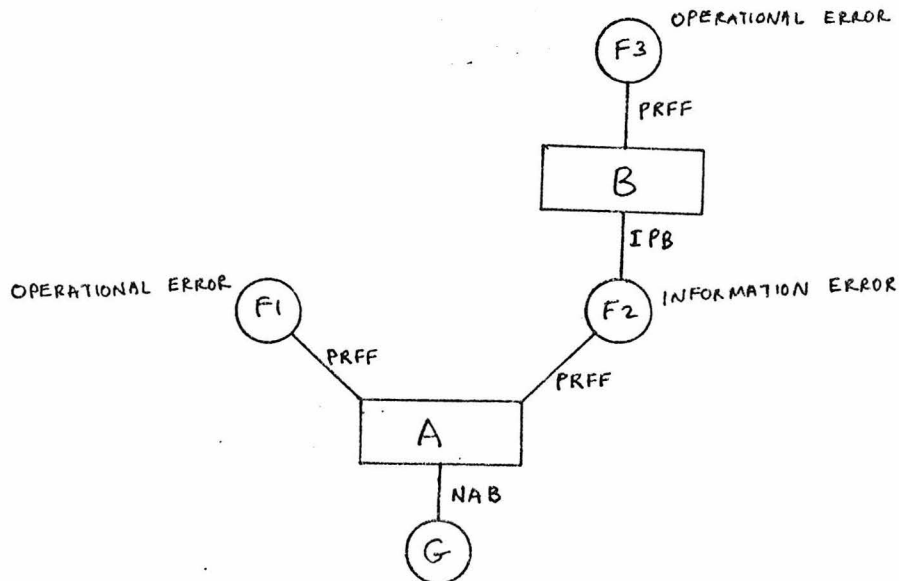 OPERATIONAL ERROR
F3
PRFF
B
IPB
OPERATIONAL ERROR
F1
F2
INFORMATION ERROR
PRFF
PRFF
A
NAB
G